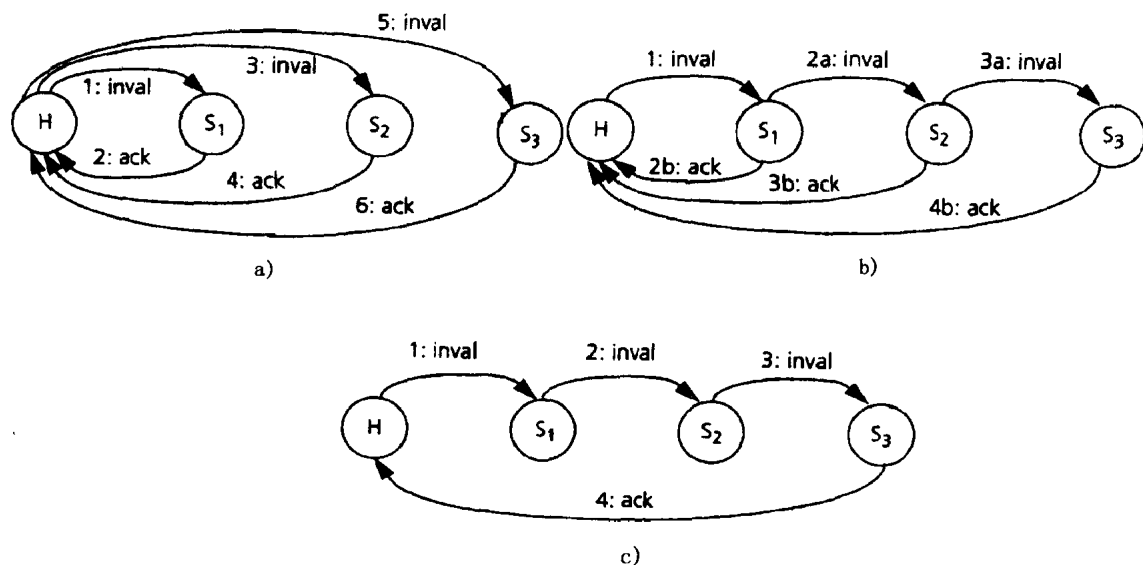 5: inval
3: inval
1: inval
H
S₁
S₂
S₃
2: ack
4: ack
6: ack
a)
1: inval
2a: inval
3a: inval
H
S₁
S₂
S₃
2b: ack
3b: ack
4b: ack
b)
1: inval
2: inval
3: inval
H
S₁
S₂
S₃
4: ack
c)